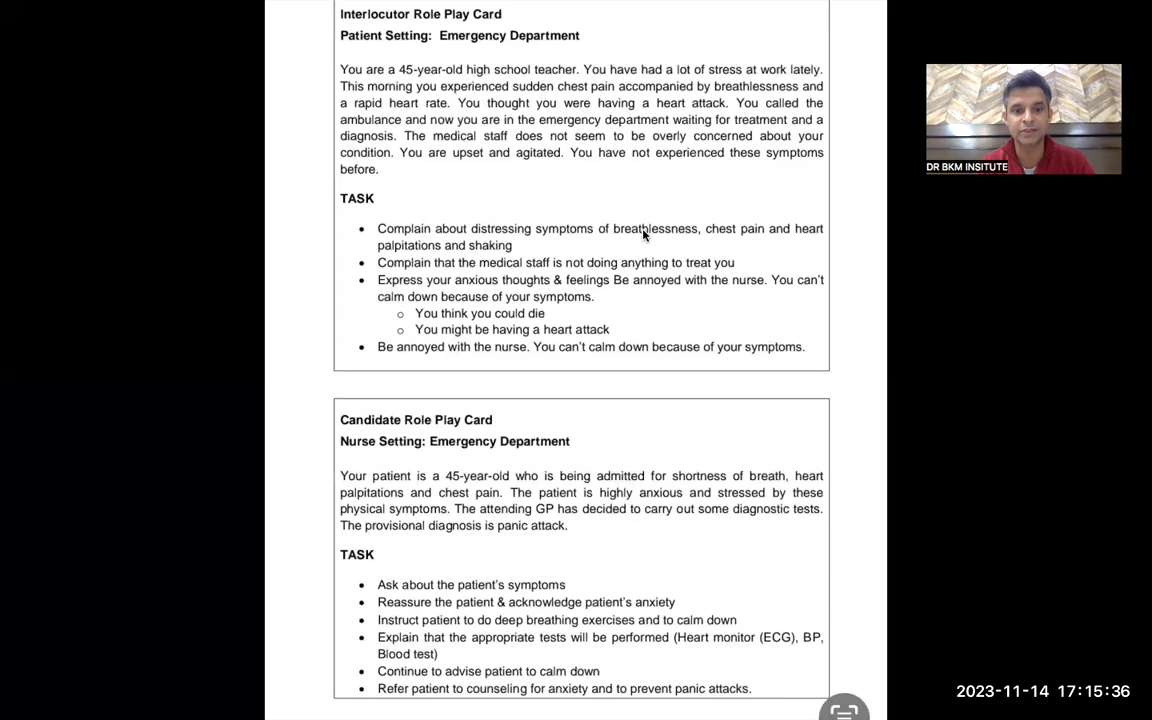 Interlocutor Role Play Card
Patient Setting: Emergency Department
You are a 45-year-old high school teacher. You have had a lot of stress at work lately.
This morning you experienced sudden chest pain accompanied by breathlessness and
a rapid heart rate. You thought you were having a heart attack. You called the
ambulance and now you are in the emergency department waiting for treatment and a
diagnosis. The medical staff does not seem to be overly concerned about your
condition. You are upset and agitated. You have not experienced these symptoms
before.
TASK
• Complain about distressing symptoms of breathlessness, chest pain and heart
palpitations and shaking
• Complain that the medical staff is not doing anything to treat you
• Express your anxious thoughts & feelings Be annoyed with the nurse. You can't
calm down because of your symptoms.
o You think you could die
o You might be having a heart attack
• Be annoyed with the nurse. You can't calm down because of your symptoms.
Candidate Role Play Card
Nurse Setting: Emergency Department
Your patient is a 45-year-old who is being admitted for shortness of breath, heart
palpitations and chest pain. The patient is highly anxious and stressed by these
physical symptoms. The attending GP has decided to carry out some diagnostic tests.
The provisional diagnosis is panic attack.
TASK
• Ask about the patient's symptoms
• Reassure the patient & acknowledge patient's anxiety
• Instruct patient to do deep breathing exercises and to calm down
• Explain that the appropriate tests will be performed (Heart monitor (ECG), BP,
Blood test)
• Continue to advise patient to calm down
• Refer patient to counseling for anxiety and to prevent panic attacks.
DR BKM INSITUTE
2023-11-14 17:15:36